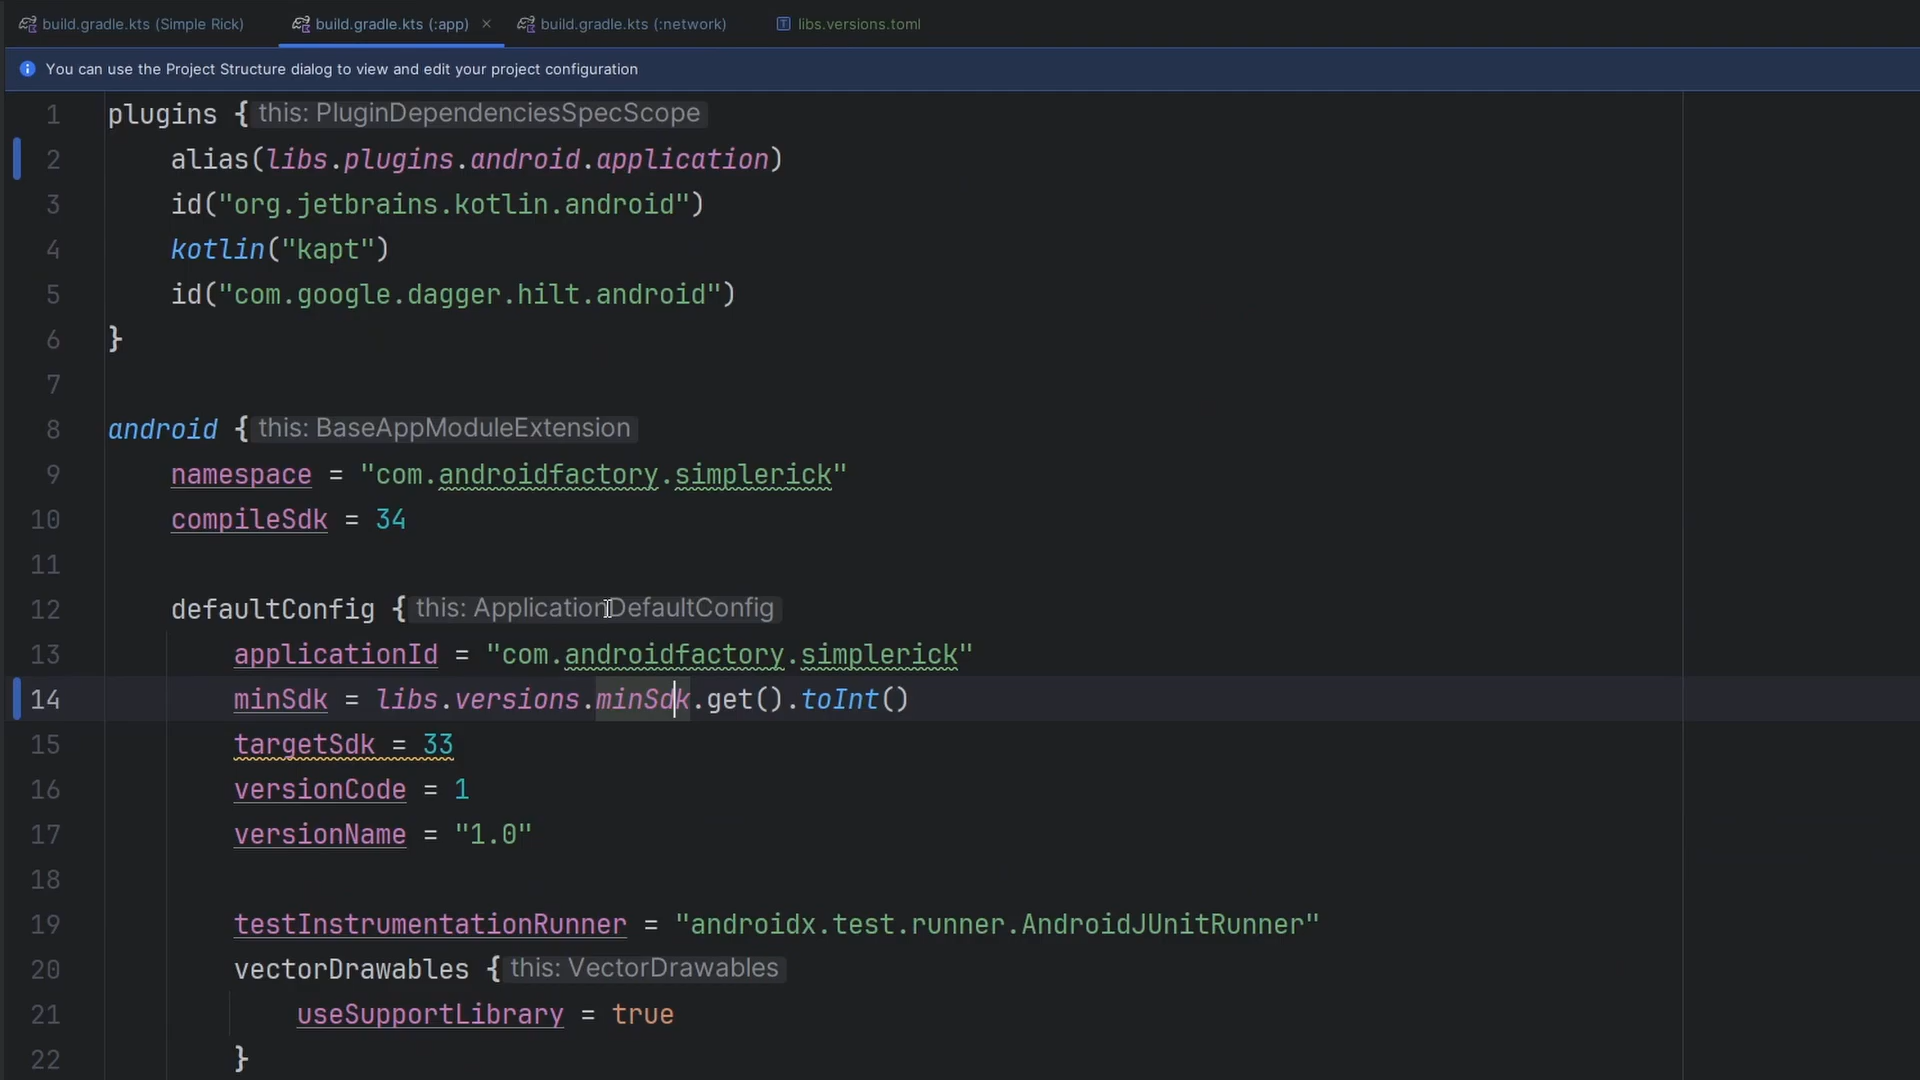 build.gradle.kts (Simple Rick) build.gradle.kts (:app) build.gradle.kts (:network) libs.versions.toml
You can use the Project Structure dialog to view and edit your project configuration
1 plugins { this: PluginDependenciesSpecScope
2 alias(libs.plugins.android.application)
3 id("org.jetbrains.kotlin.android")
4 kotlin("kapt")
5 id("com.google.dagger.hilt.android")
6 }
7
8 android { this: BaseAppModuleExtension
9 namespace = "com.androidfactory.simplerick"
10 compileSdk = 34
11
12 defaultConfig { this: ApplicationDefaultConfig
13 applicationId = "com.androidfactory.simplerick"
14 minSdk = libs.versions.minSdk.get().toInt()
15 targetSdk = 33
16 versionCode = 1
17 versionName = "1.0"
18
19 testInstrumentationRunner = "androidx.test.runner.AndroidJUnitRunner"
20 vectorDrawables { this: VectorDrawables
21 useSupportLibrary = true
22 }